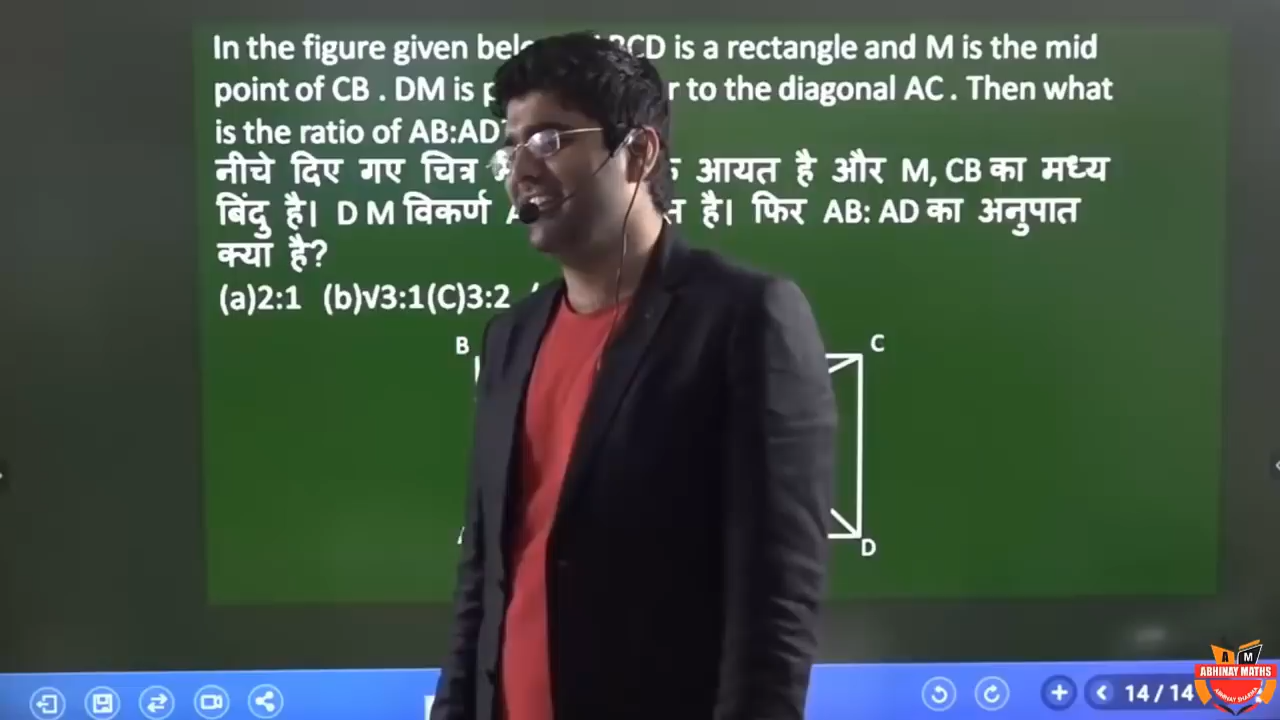 In the figure given BCD is a rectangle and M is the mid
point of CB . DM is r to the diagonal AC . Then what
is the ratio of AB:AD
नीचे दिए गए चित्र आयत है और M, CB का मध्य
बिंदु है। D M विकर्ण है। फिर AB: AD का अनुपात
क्या है?
(a)2:1 (b)√3:1(C)3:2
B
C
D
14 / 14
A M
ABHINAY MATHS
ABHINAY SHARMA